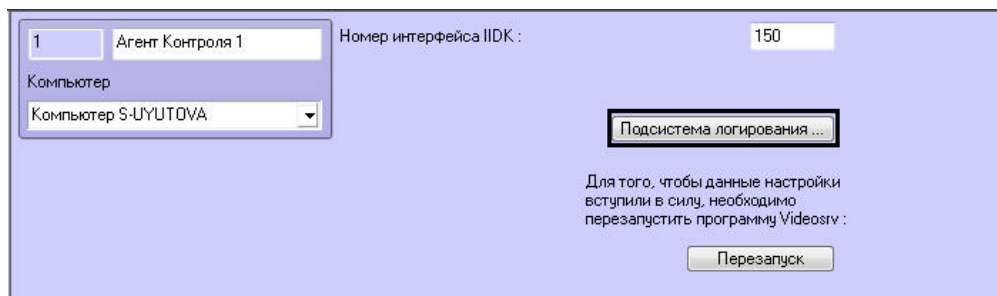 1 Агент Контроля 1
Номер интерфейса IIDK : 150
Компьютер
Компьютер S-UYUTOVA
Подсистема логирования ...
Для того, чтобы данные настройки
вступили в силу, необходимо
перезапустить программу Videosrv :
Перезапуск